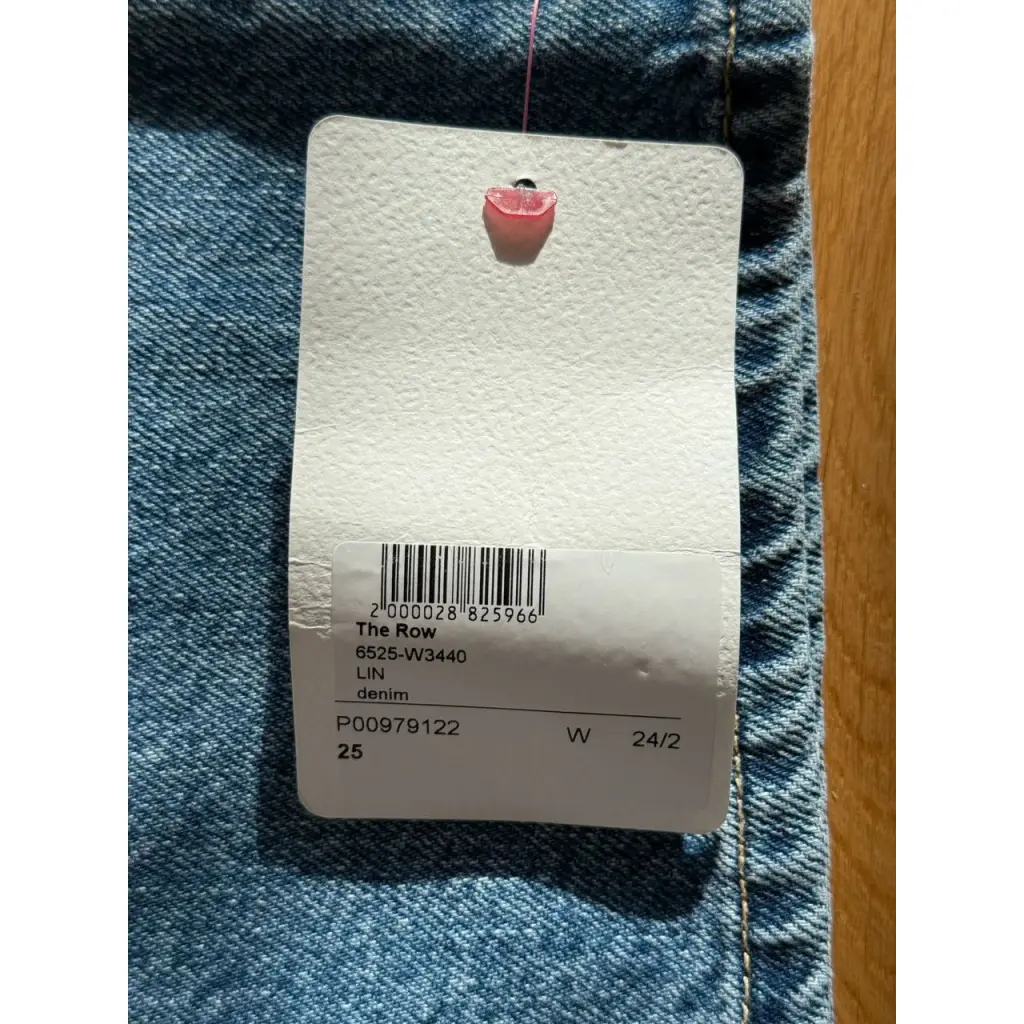 2 000028 825966
The Row
6525-W3440
LIN
denim
P00979122 W 24/2
25